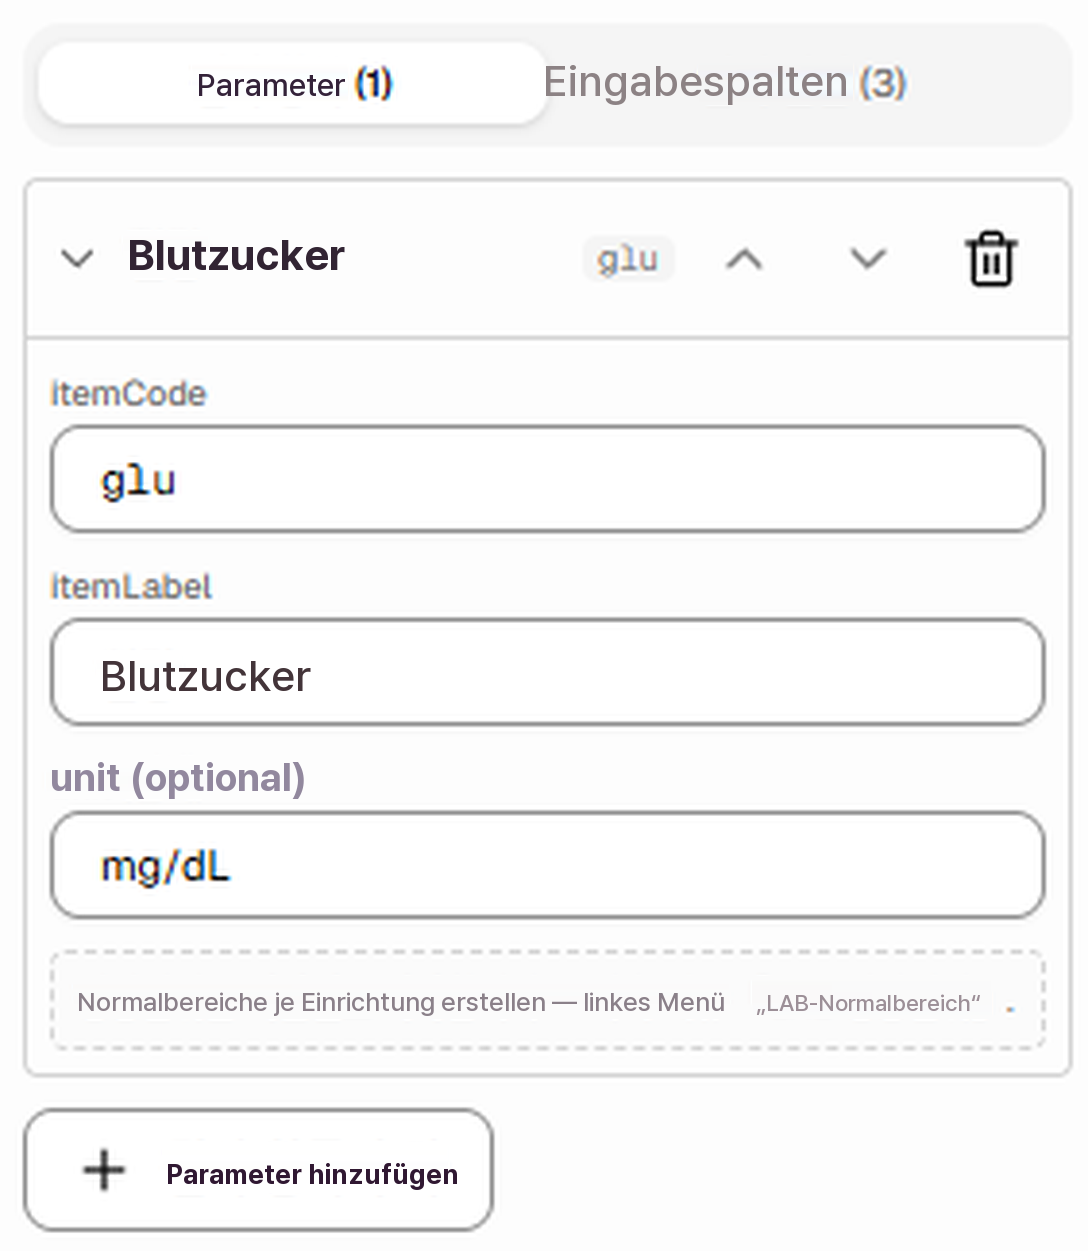 Parameter (1) Eingabespalten (3)
Blutzucker glu
itemCode
glu
itemLabel
Blutzucker
unit (optional)
mg/dL
Normalbereiche je Einrichtung erstellen — linkes Menü „LAB-Normalbereich“ .
Parameter hinzufügen